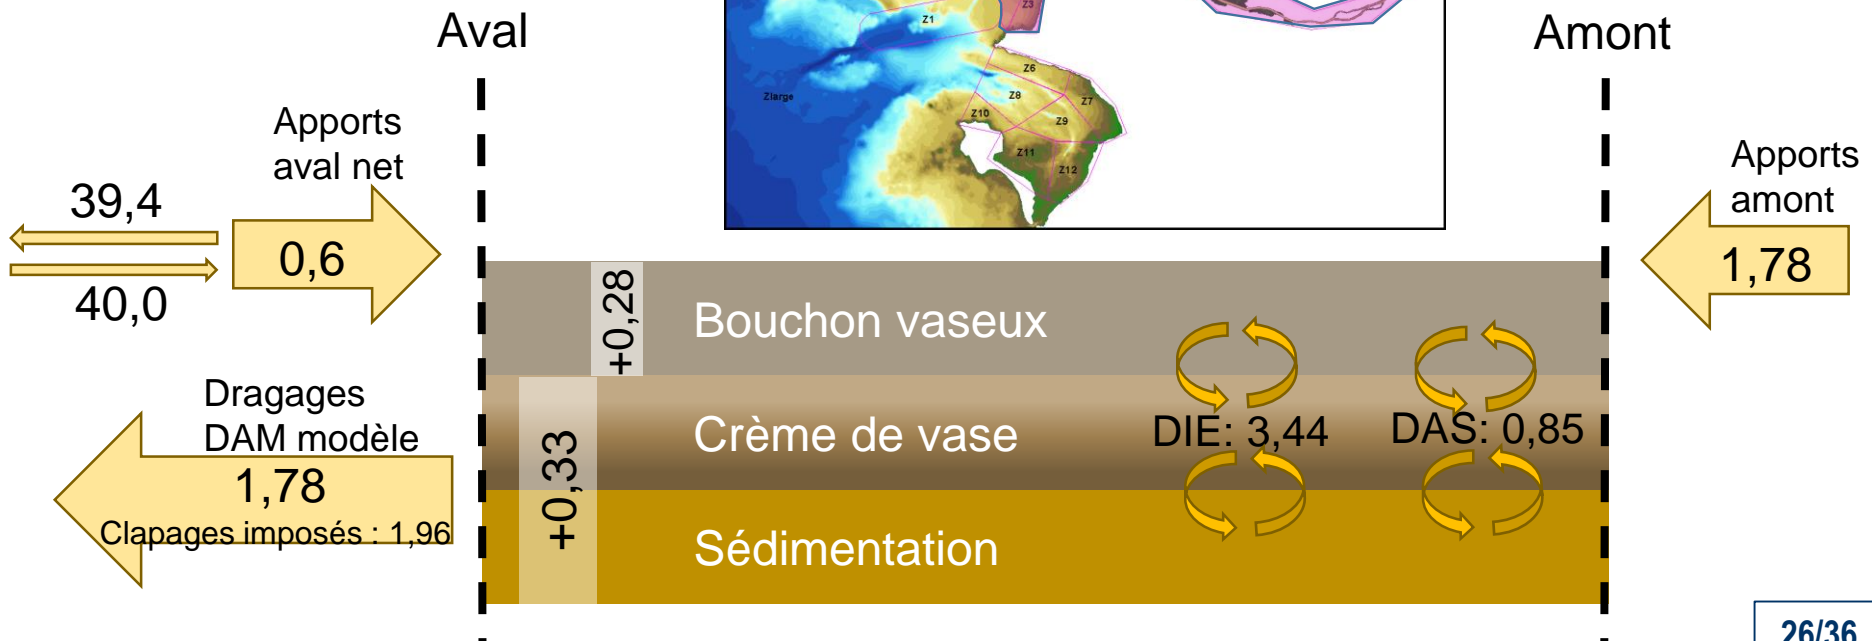 Aval
Amont
Z1
Z3
Zlarge
Z6
Z7
Z8
Z9
Z10
Z11
Z12
Apports
aval net
39,4
0,6
40,0
Apports
amont
1,78
+0,28
Bouchon vaseux
Dragages
DAM modèle
1,78
Clapages imposés : 1,96
+0,33
Crème de vase
DIE: 3,44
DAS: 0,85
Sédimentation
26/36